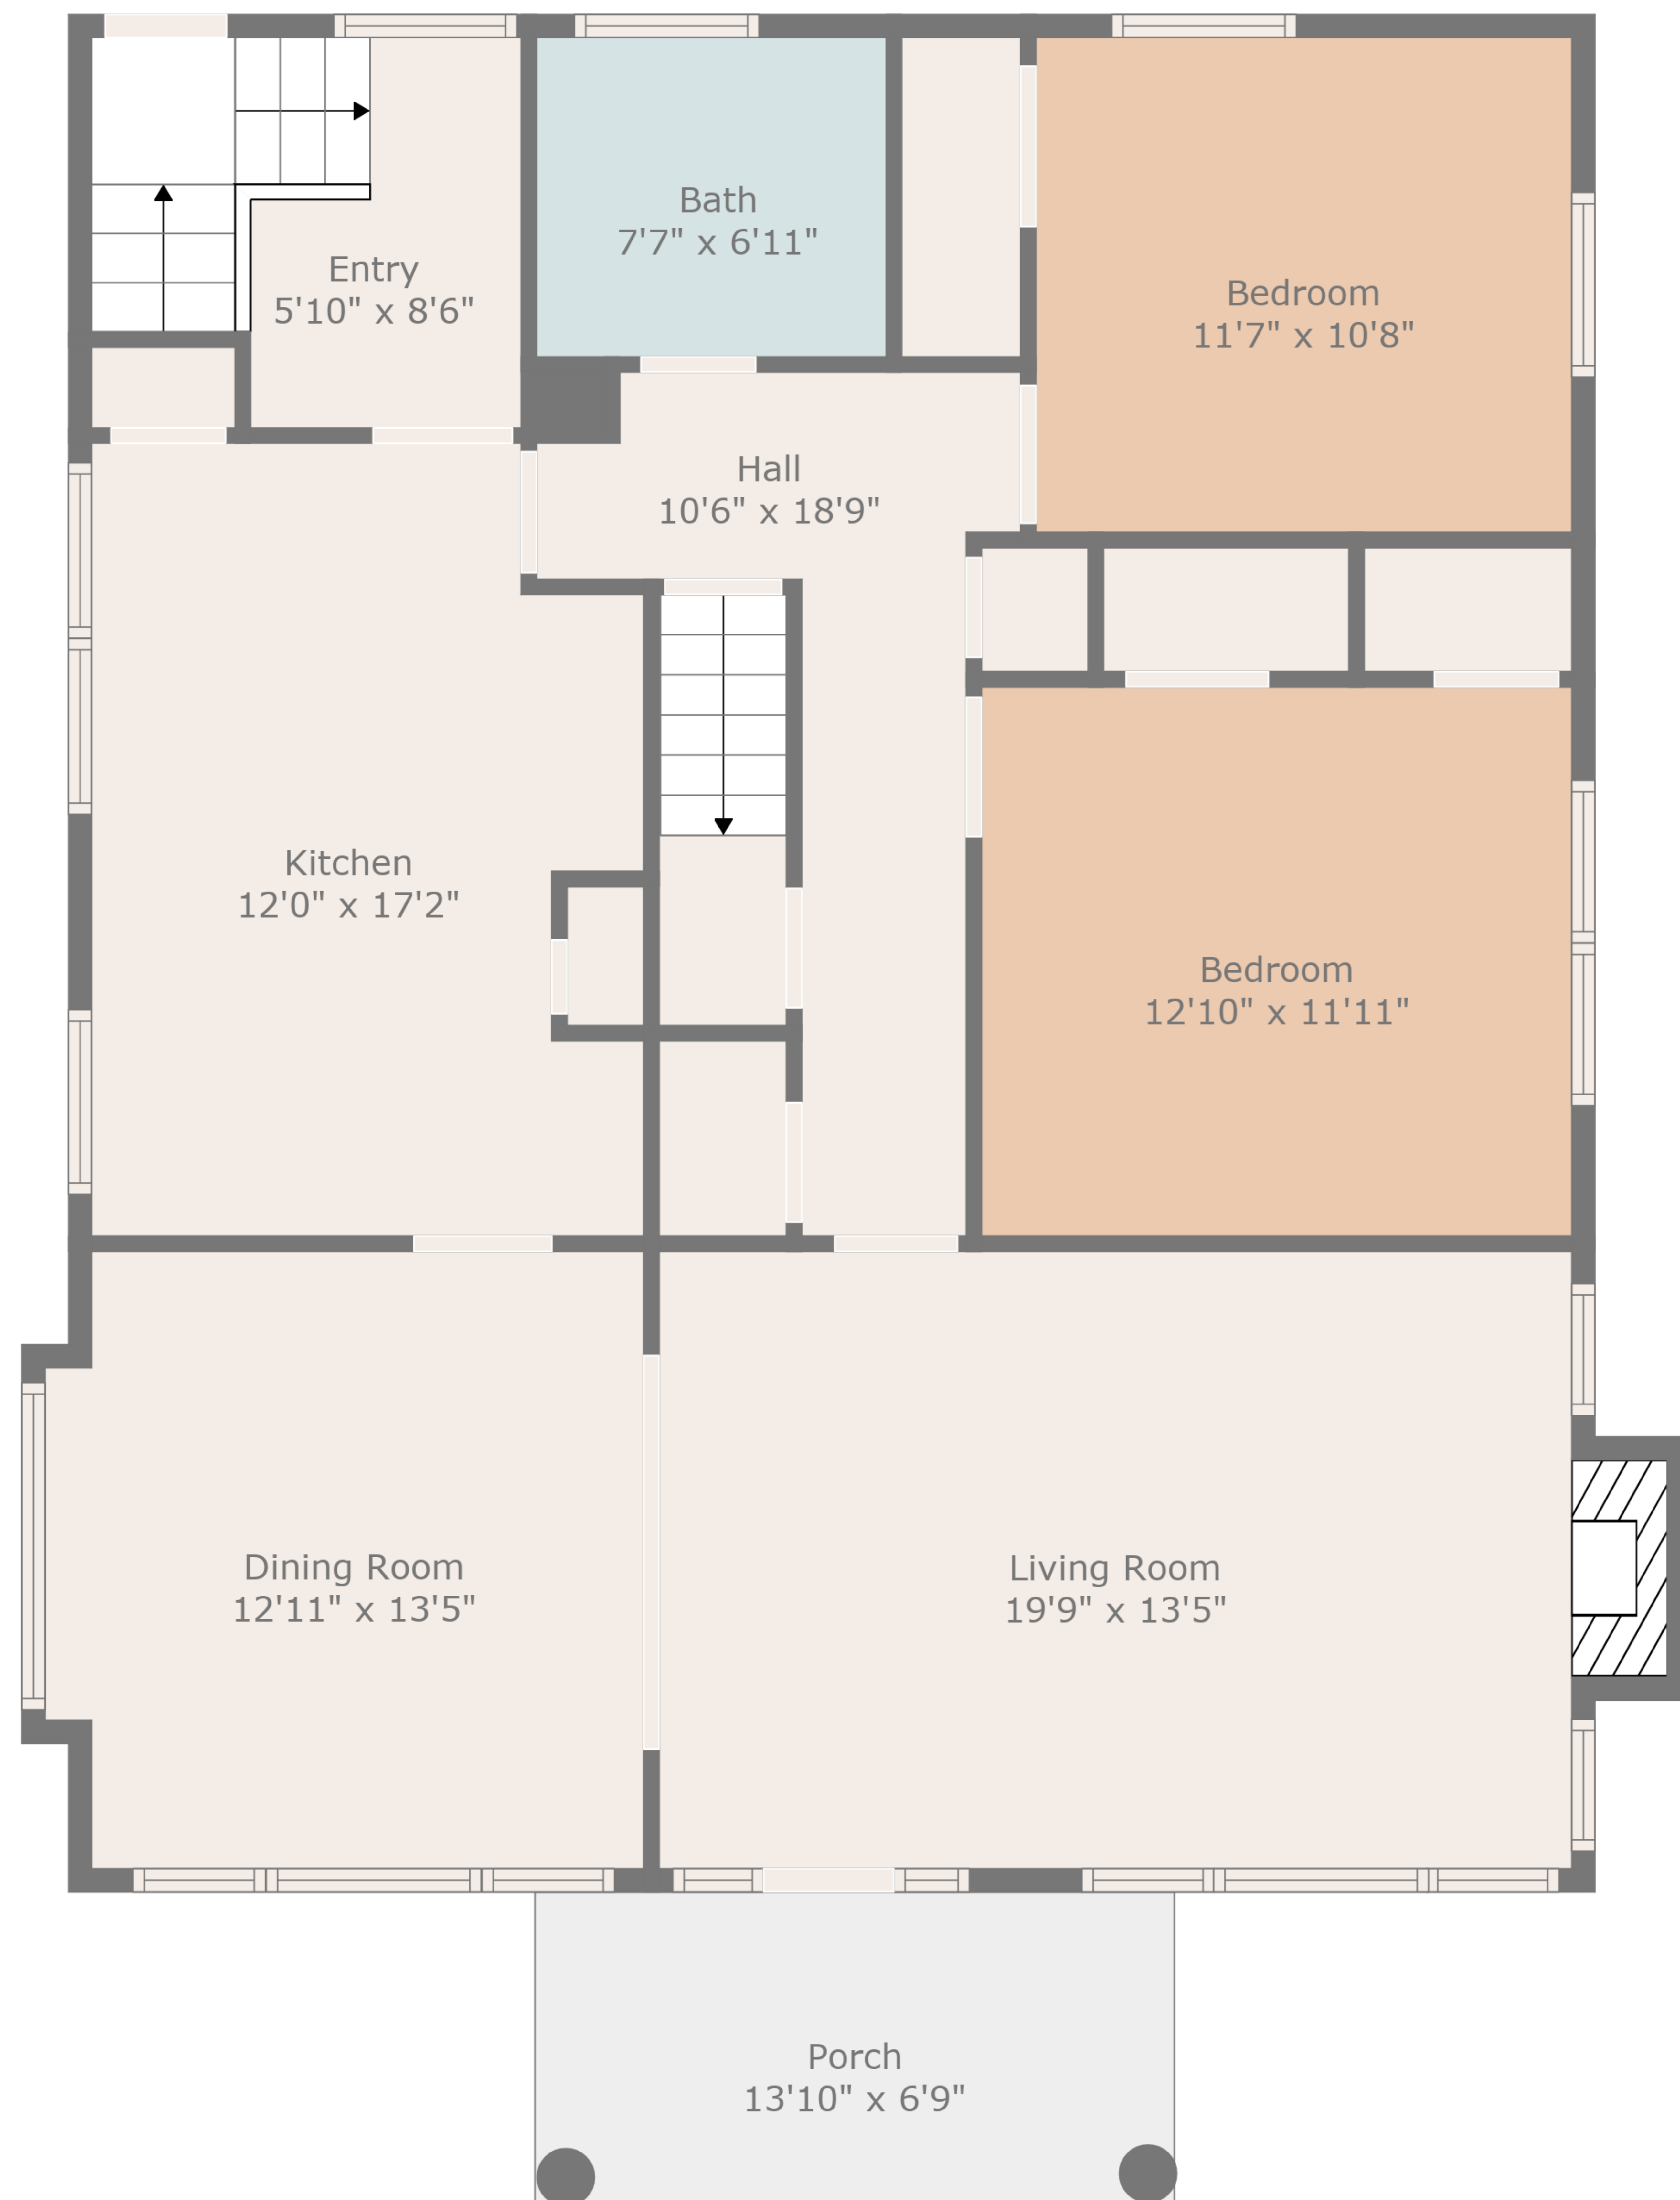 Bath
7'7" x 6'11"
Entry
5'10" x 8'6"
Bedroom
11'7" x 10'8"
Hall
10'6" x 18'9"
Kitchen
12'0" x 17'2"
Bedroom
12'10" x 11'11"
Dining Room
12'11" x 13'5"
Living Room
19'9" x 13'5"
Porch
13'10" x 6'9"